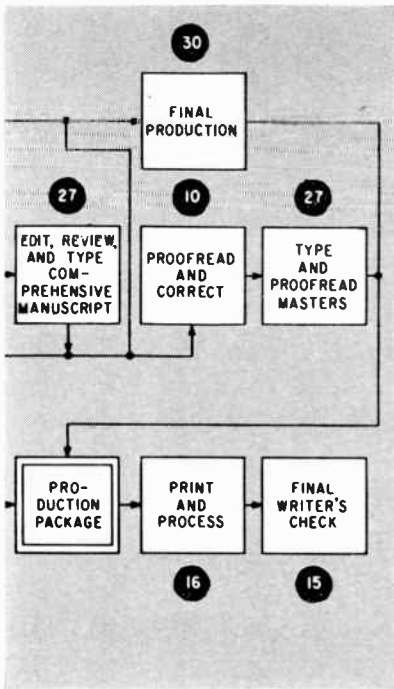 30
FINAL
PRODUCTION
27
EDIT, REVIEW,
AND TYPE
COM-
PREHENSIVE
MANUSCRIPT
10
PROOFREAD
AND
CORRECT
27
TYPE
AND
PROOFREAD
MASTERS
PRO-
DUCTION
PACKAGE
PRINT
AND
PROCESS
16
FINAL
WRITER'S
CHECK
15